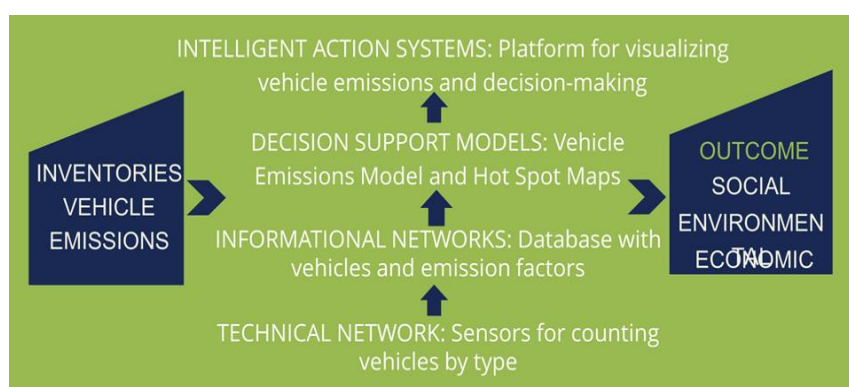 INVENTORIES
VEHICLE
EMISSIONS
INTELLIGENT ACTION SYSTEMS: Platform for visualizing
vehicle emissions and decision-making
DECISION SUPPORT MODELS: Vehicle
Emissions Model and Hot Spot Maps
INFORMATIONAL NETWORKS: Database with
vehicles and emission factors
TECHNICAL NETWORK: Sensors for counting
vehicles by type
OUTCOME
SOCIAL
ENVIRONMEN
TAL
ECONOMIC